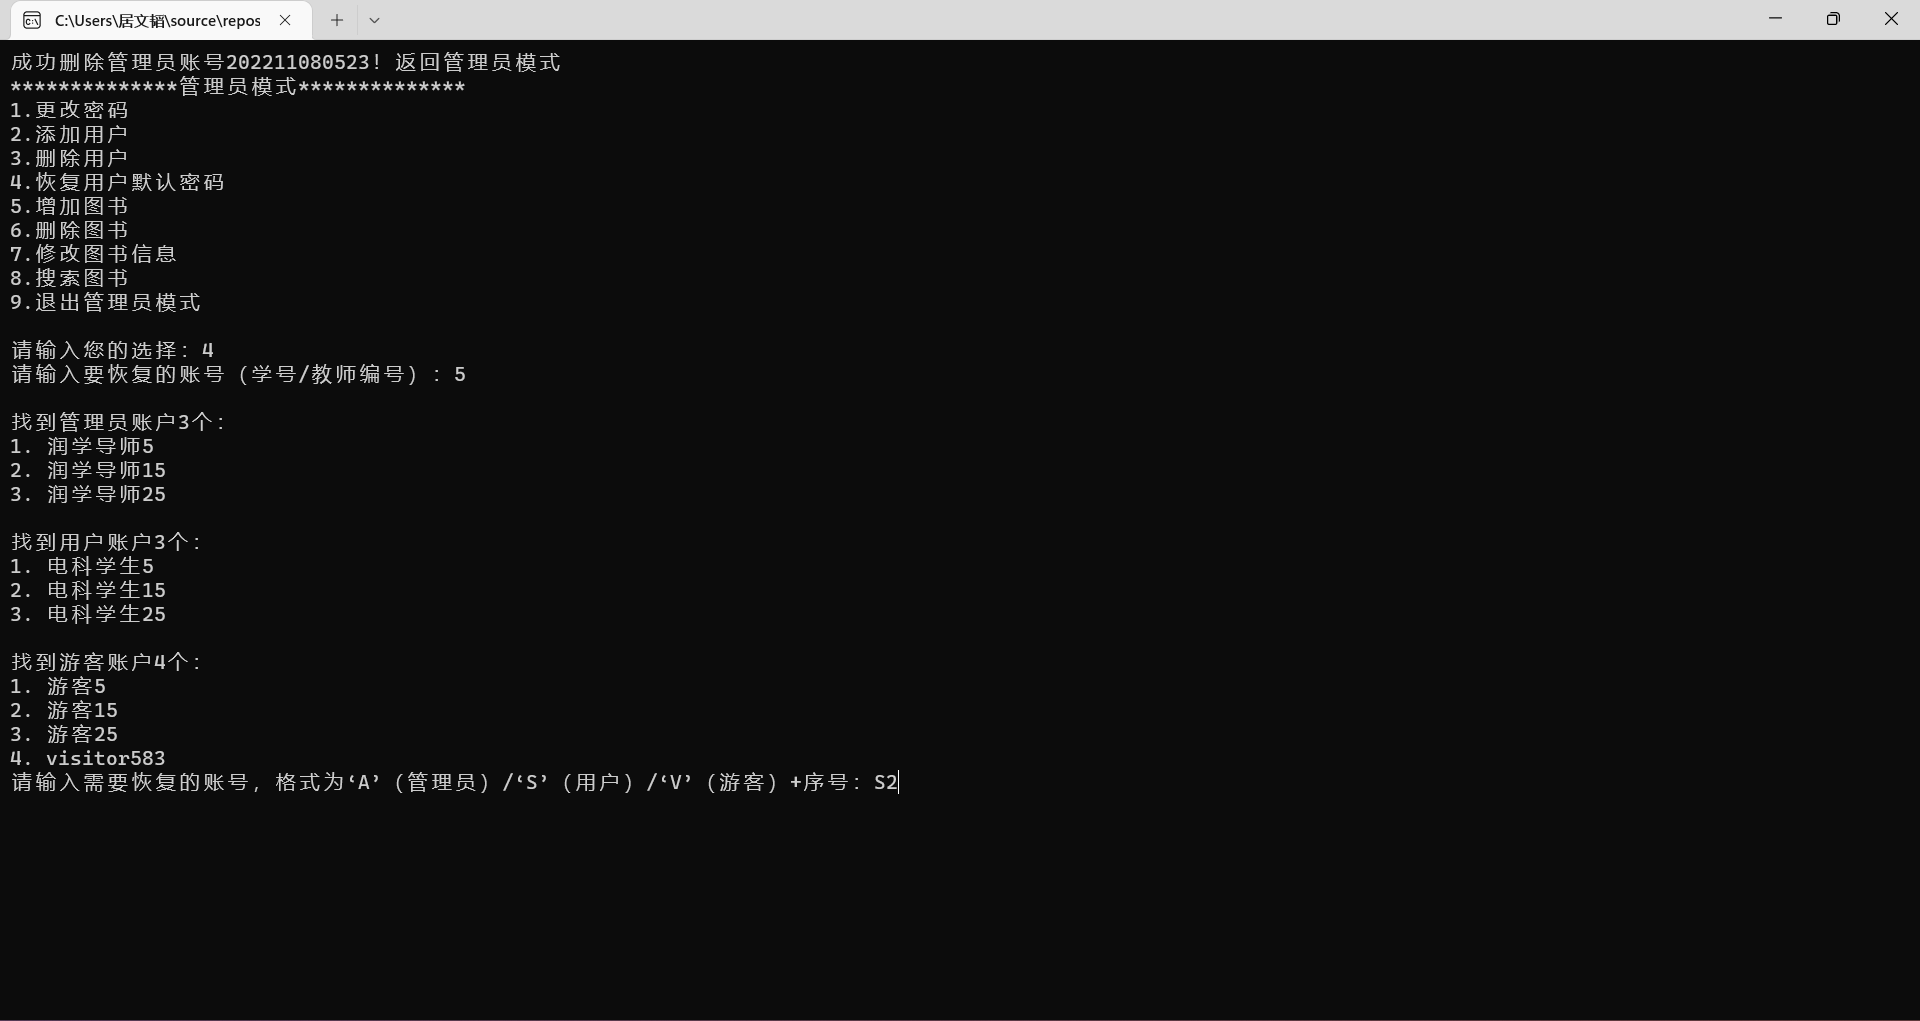 C:\Users\居文韬\source\repos
成功删除管理员账号202211080523！返回管理员模式
**************管理员模式**************
1.更改密码
2.添加用户
3.删除用户
4.恢复用户默认密码
5.增加图书
6.删除图书
7.修改图书信息
8.搜索图书
9.退出管理员模式
请输入您的选择：4
请输入要恢复的账号（学号/教师编号）：5
找到管理员账户3个：
1. 润学导师5
2. 润学导师15
3. 润学导师25
找到用户账户3个：
1. 电科学生5
2. 电科学生15
3. 电科学生25
找到游客账户4个：
1. 游客5
2. 游客15
3. 游客25
4. visitor583
请输入需要恢复的账号，格式为‘A’（管理员）/‘S’（用户）/‘V’（游客）+序号：S2